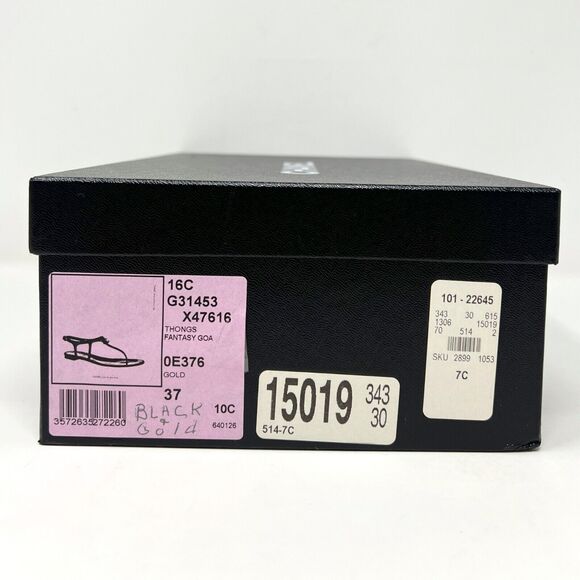 16C
G31453
X47616
THONGS
FANTASY GOA
0E376
GOLD
37
10C
640126
3572635272260
BLACK
+
Gold
15019
343
30
514-7C
101 - 22645
343 30 615
1306 15019
70 514 2
SKU 2899 1053
7C